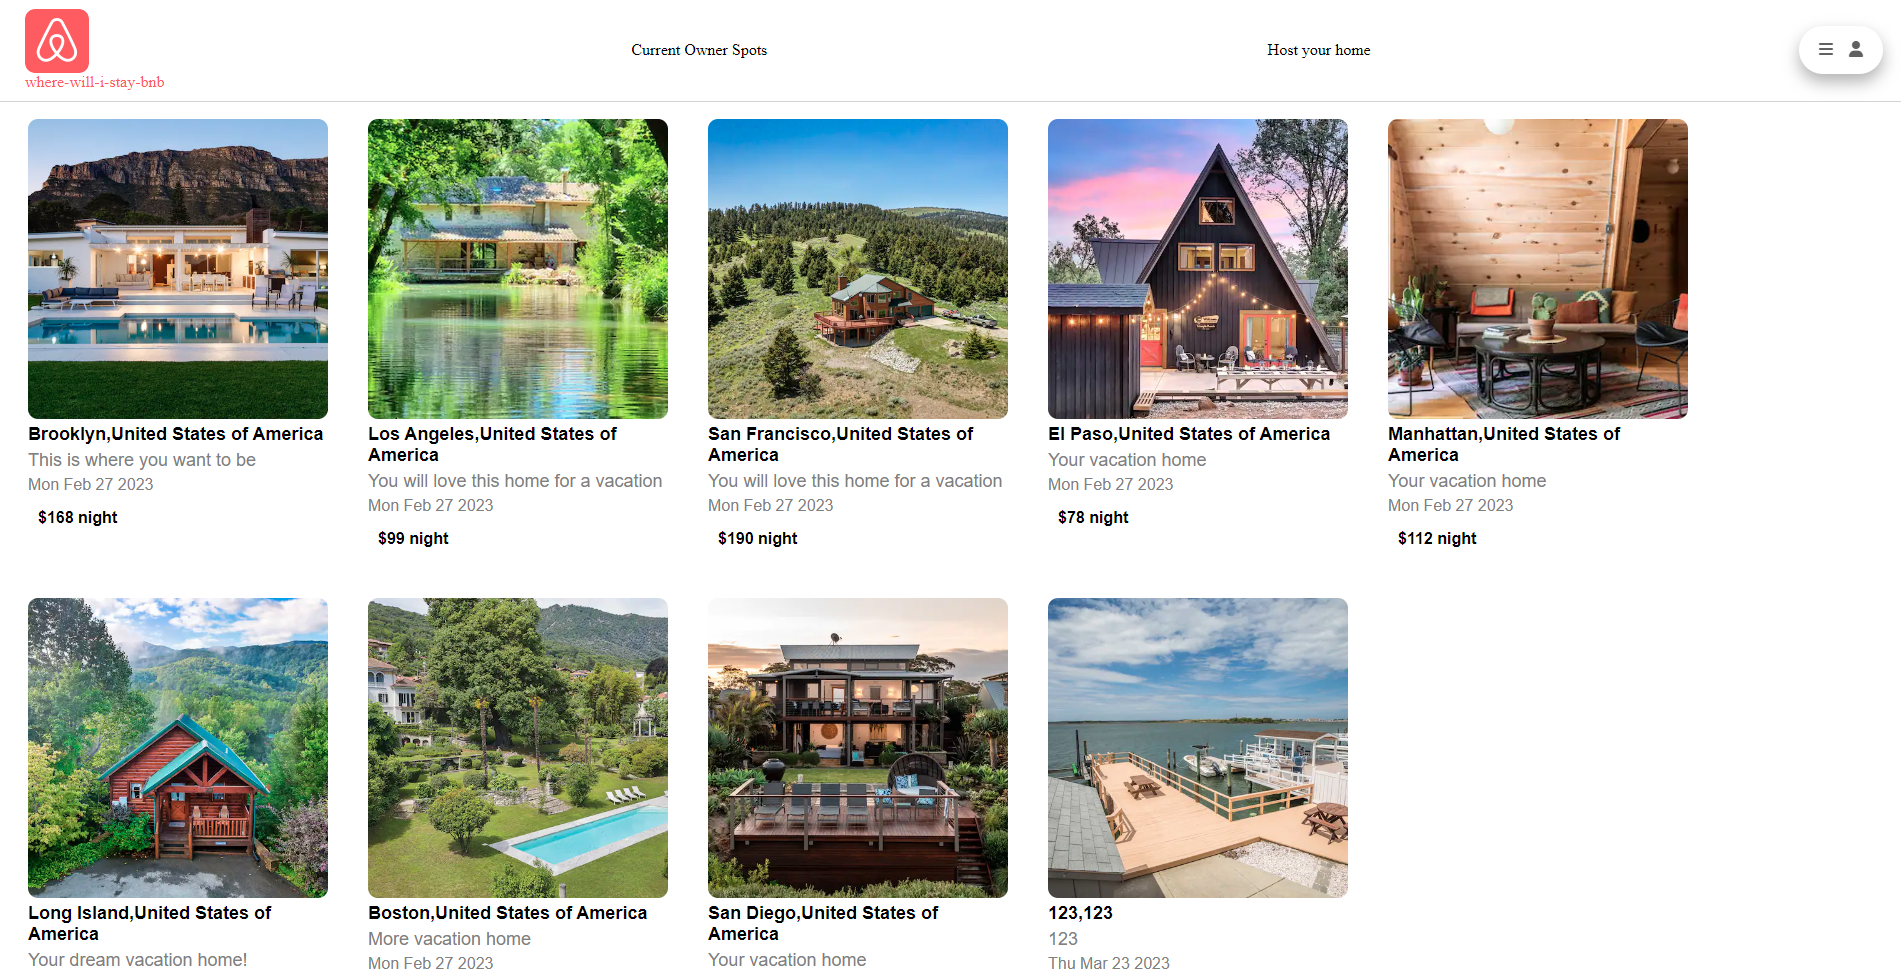 where-will-i-stay-bnb
Current Owner Spots
Host your home
Brooklyn,United States of America
This is where you want to be
Mon Feb 27 2023
$168 night
Los Angeles,United States of
America
You will love this home for a vacation
Mon Feb 27 2023
$99 night
San Francisco,United States of
America
You will love this home for a vacation
Mon Feb 27 2023
$190 night
El Paso,United States of America
Your vacation home
Mon Feb 27 2023
$78 night
Manhattan,United States of
America
Your vacation home
Mon Feb 27 2023
$112 night
Long Island,United States of
America
Your dream vacation home!
Boston,United States of America
More vacation home
Mon Feb 27 2023
San Diego,United States of
America
Your vacation home
123,123
123
Thu Mar 23 2023